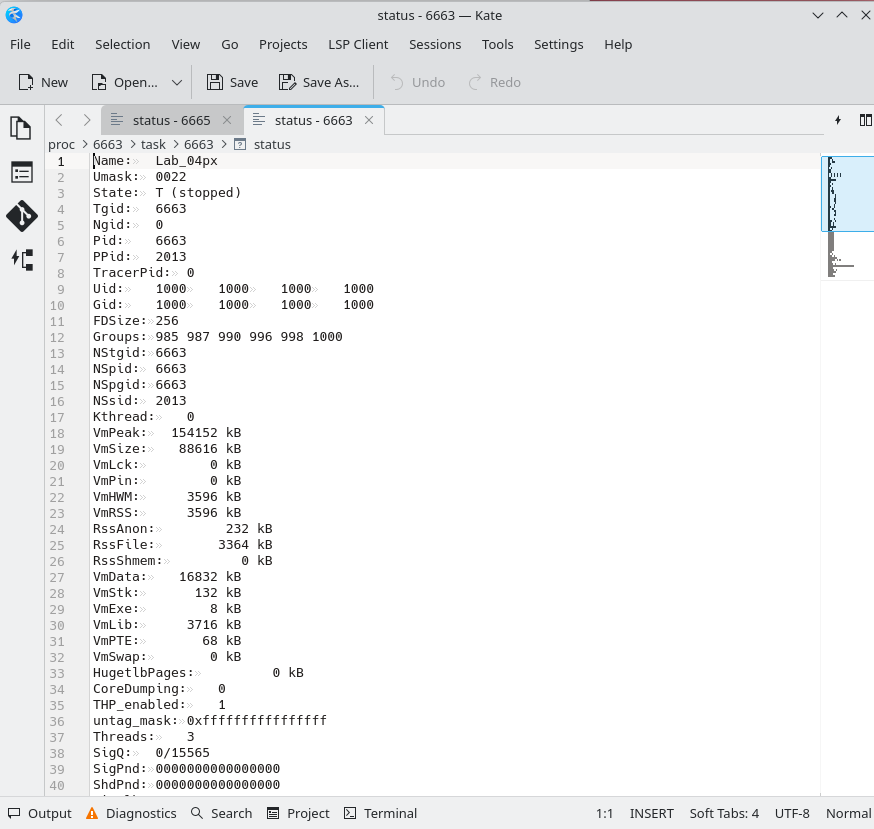 status - 6663 — Kate
File Edit Selection View Go Projects LSP Client Sessions Tools Settings Help
New Open... Save Save As... Undo Redo
status - 6665 status - 6663
proc 6663 task 6663 status
1 Name: Lab_04px
2 Umask: 0022
3 State: T (stopped)
4 Tgid: 6663
5 Ngid: 0
6 Pid: 6663
7 PPid: 2013
8 TracerPid: 0
9 Uid: 1000 1000 1000 1000
10 Gid: 1000 1000 1000 1000
11 FDSize: 256
12 Groups: 985 987 990 996 998 1000
13 NStgid: 6663
14 NSpid: 6663
15 NSpgid: 6663
16 NSsid: 2013
17 Kthread: 0
18 VmPeak: 154152 kB
19 VmSize: 88616 kB
20 VmLck: 0 kB
21 VmPin: 0 kB
22 VmHWM: 3596 kB
23 VmRSS: 3596 kB
24 RssAnon: 232 kB
25 RssFile: 3364 kB
26 RssShmem: 0 kB
27 VmData: 16832 kB
28 VmStk: 132 kB
29 VmExe: 8 kB
30 VmLib: 3716 kB
31 VmPTE: 68 kB
32 VmSwap: 0 kB
33 HugetlbPages: 0 kB
34 CoreDumping: 0
35 THP_enabled: 1
36 untag_mask: 0xffffffffffffffff
37 Threads: 3
38 SigQ: 0/15565
39 SigPnd: 0000000000000000
40 ShdPnd: 0000000000000000
Output Diagnostics Search Project Terminal 1:1 INSERT Soft Tabs: 4 UTF-8 Normal